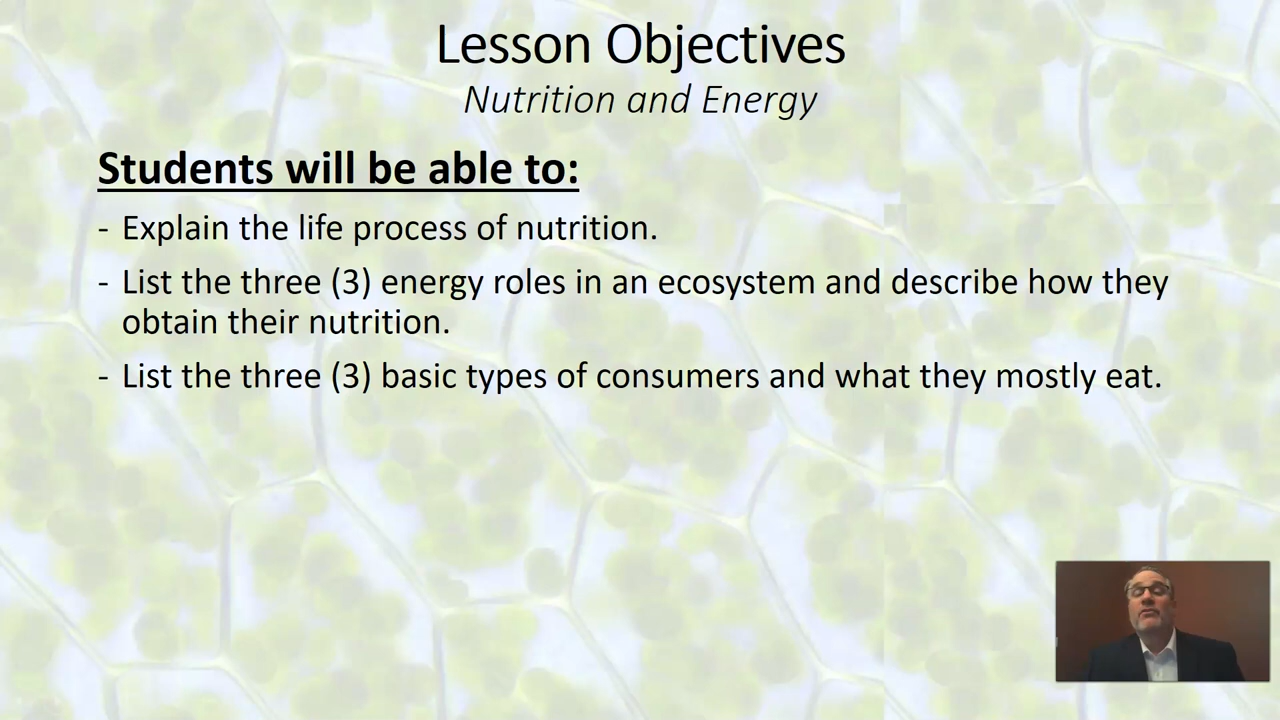 Lesson Objectives
Nutrition and Energy
Students will be able to:
- Explain the life process of nutrition.
- List the three (3) energy roles in an ecosystem and describe how they
obtain their nutrition.
- List the three (3) basic types of consumers and what they mostly eat.